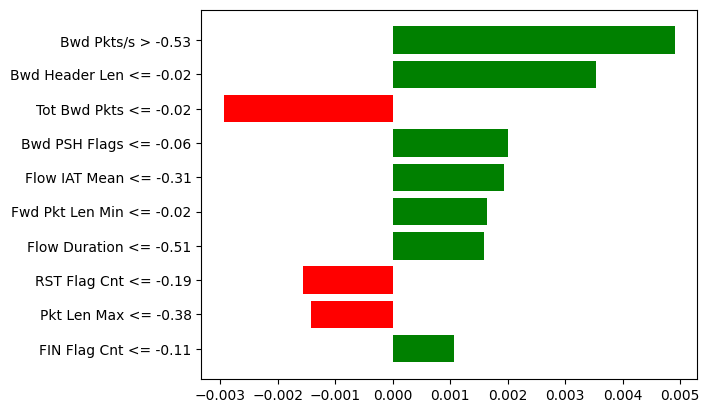 Bwd Pkts/s > -0.53
Bwd Header Len <= -0.02
Tot Bwd Pkts <= -0.02
Bwd PSH Flags <= -0.06
Flow IAT Mean <= -0.31
Fwd Pkt Len Min <= -0.02
Flow Duration <= -0.51
RST Flag Cnt <= -0.19
Pkt Len Max <= -0.38
FIN Flag Cnt <= -0.11
−0.003 −0.002 −0.001 0.000 0.001 0.002 0.003 0.004 0.005